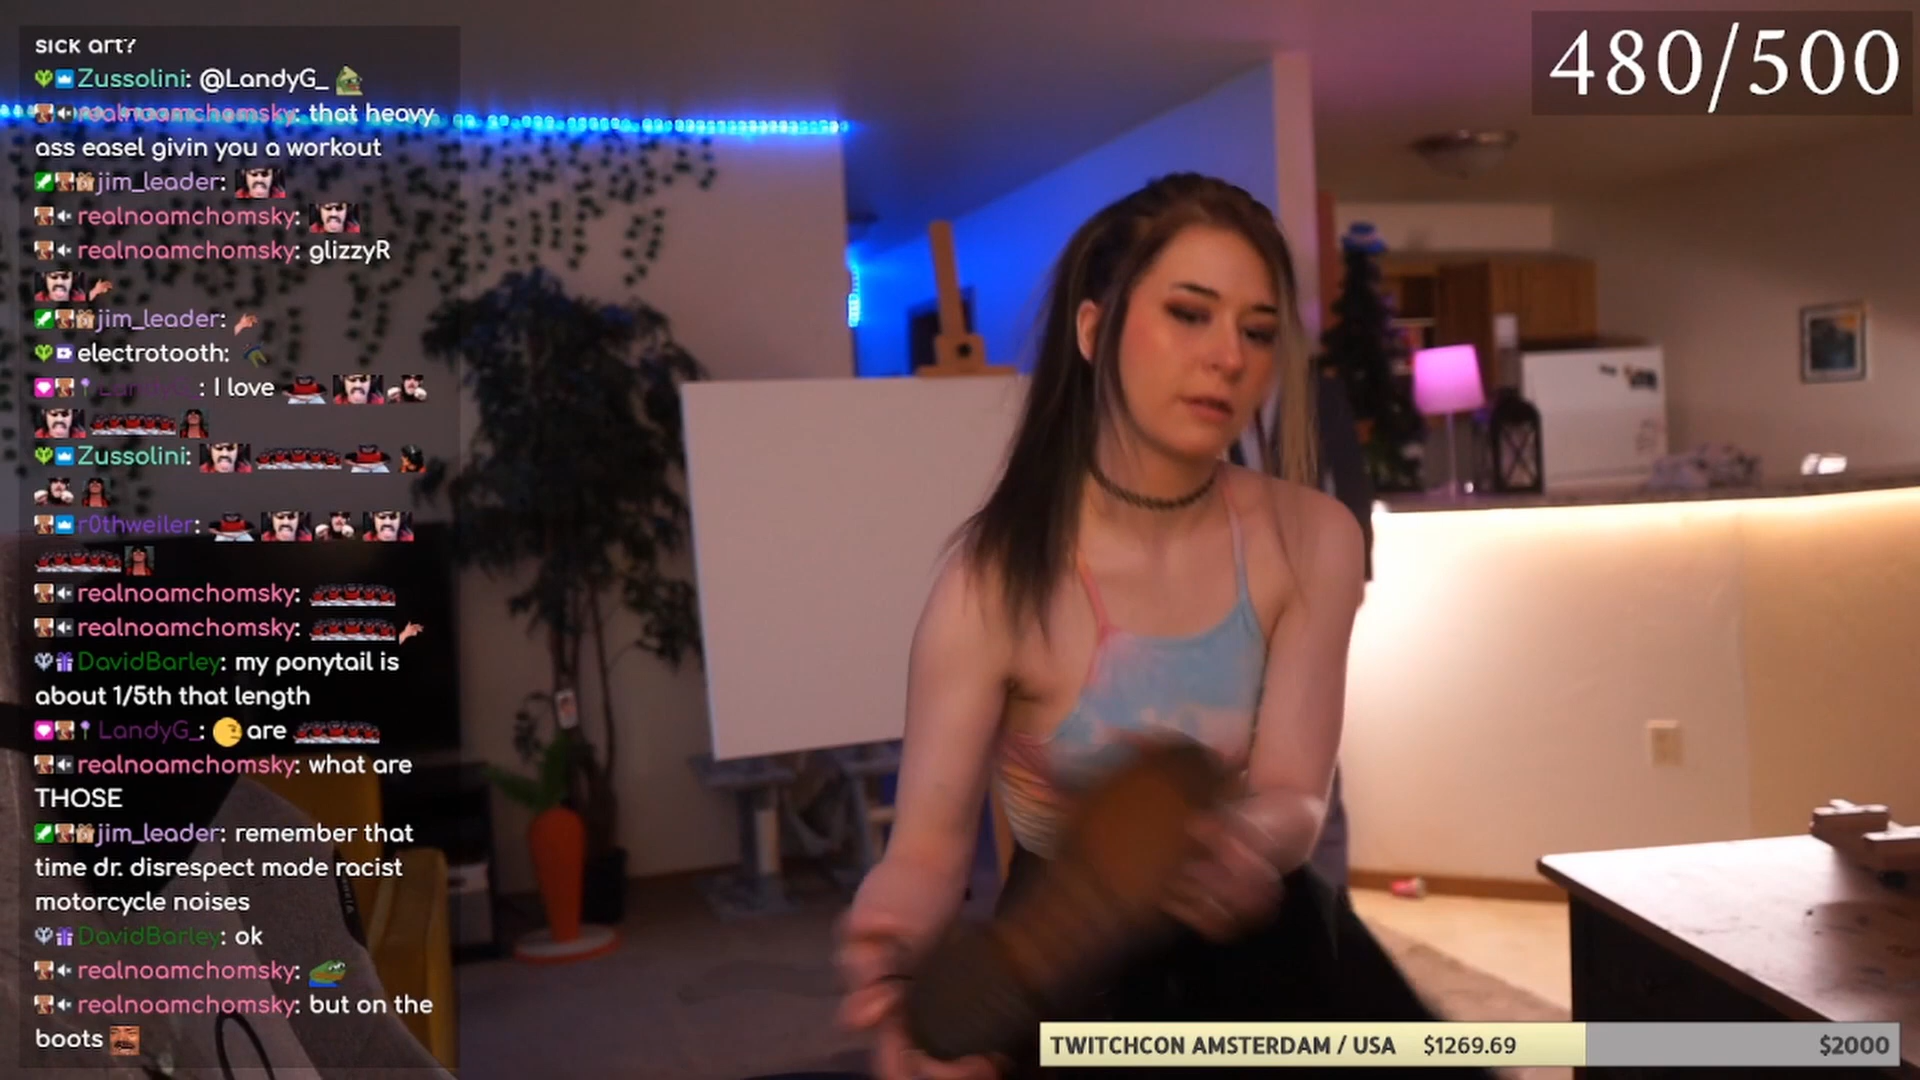 sick art?
Zussolini: @LandyG_
realnoamchomsky: that heavy
ass easel givin you a workout
jim_leader:
realnoamchomsky:
realnoamchomsky: glizzyR
jim_leader:
electrotooth:
LandyG_: I love
Zussolini:
r0thweiler:
realnoamchomsky:
realnoamchomsky:
DavidBarley: my ponytail is
about 1/5th that length
LandyG_: are
realnoamchomsky: what are
THOSE
jim_leader: remember that
time dr. disrespect made racist
motorcycle noises
DavidBarley: ok
realnoamchomsky:
realnoamchomsky: but on the
boots
480/500
TWITCHCON AMSTERDAM / USA $1269.69 $2000